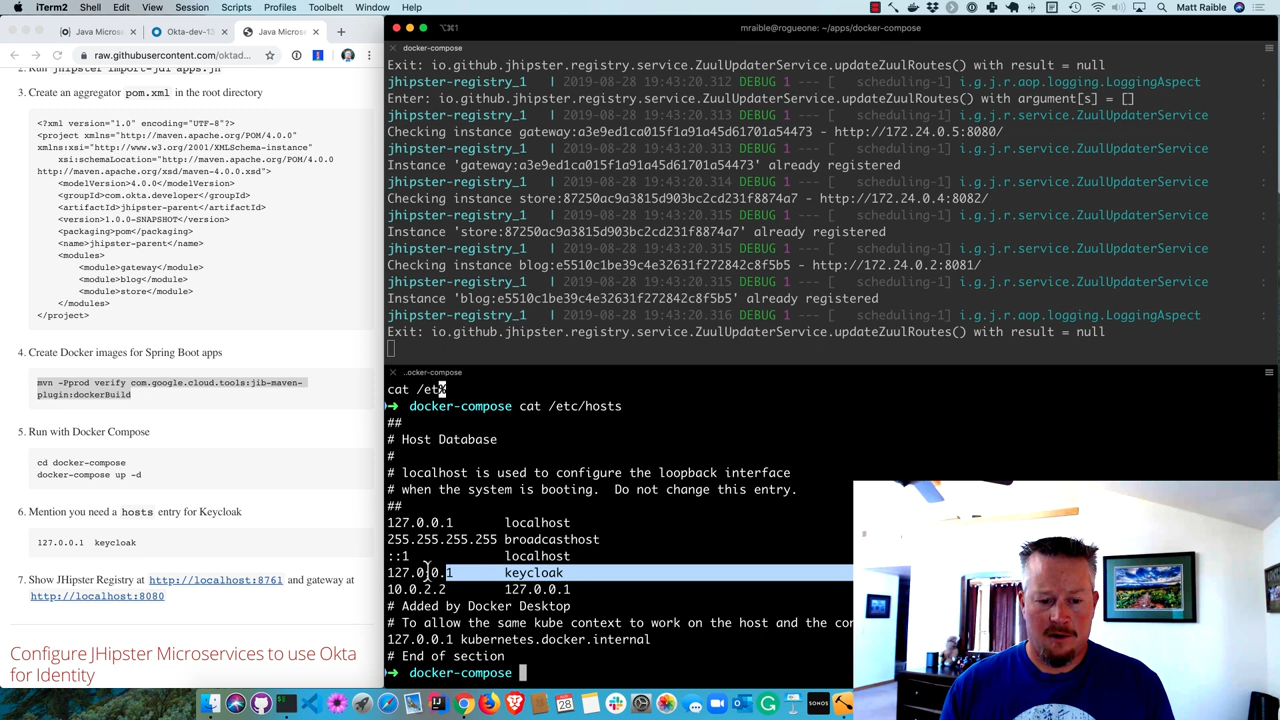 iTerm2 Shell Edit View Session Profiles Toolbelt Window Help
Matt Raible
Java Micros
Okta-dev-13
Java Micros
mraible@rogueone: ~/apps/docker-compose
raw.githubusercontent.com/oktad...
2. Run jhipster import-jdl apps.jh
3. Create an aggregator pom.xml in the root directory
<?xml version="1.0" encoding="UTF-8"?>
<project xmlns="http://maven.apache.org/POM/4.0.0"
xmlns:xsi="http://www.w3.org/2001/XMLSchema-instance"
xsi:schemaLocation="http://maven.apache.org/POM/4.0.0
http://maven.apache.org/xsd/maven-4.0.0.xsd">
<modelVersion>4.0.0</modelVersion>
<groupId>com.okta.developer</groupId>
<artifactId>jhipster-parent</artifactId>
<version>1.0.0-SNAPSHOT</version>
<packaging>pom</packaging>
<name>jhipster-parent</name>
<modules>
<module>gateway</module>
<module>blog</module>
<module>store</module>
</modules>
</project>
4. Create Docker images for Spring Boot apps
mvn -Pprod verify com.google.cloud.tools:jib-maven-
plugin:dockerBuild
5. Run with Docker Compose
cd docker-compose
docker-compose up -d
6. Mention you need a hosts entry for Keycloak
127.0.0.1 keycloak
7. Show JHipster Registry at http://localhost:8761 and gateway at
http://localhost:8080
Configure JHipster Microservices to use Okta
for Identity
docker-compose
Exit: io.github.jhipster.registry.service.ZuulUpdaterService.updateZuulRoutes() with result = null
jhipster-registry_1 | 2019-08-28 19:43:20.312 DEBUG 1 --- [ scheduling-1] i.g.j.r.aop.logging.LoggingAspect :
Enter: io.github.jhipster.registry.service.ZuulUpdaterService.updateZuulRoutes() with argument[s] = []
jhipster-registry_1 | 2019-08-28 19:43:20.313 DEBUG 1 --- [ scheduling-1] i.g.j.r.service.ZuulUpdaterService :
Checking instance gateway:a3e9ed1ca015f1a91a45d61701a54473 - http://172.24.0.5:8080/
jhipster-registry_1 | 2019-08-28 19:43:20.313 DEBUG 1 --- [ scheduling-1] i.g.j.r.service.ZuulUpdaterService :
Instance 'gateway:a3e9ed1ca015f1a91a45d61701a54473' already registered
jhipster-registry_1 | 2019-08-28 19:43:20.314 DEBUG 1 --- [ scheduling-1] i.g.j.r.service.ZuulUpdaterService :
Checking instance store:87250ac9a3815d903bc2cd231f8874a7 - http://172.24.0.4:8082/
jhipster-registry_1 | 2019-08-28 19:43:20.315 DEBUG 1 --- [ scheduling-1] i.g.j.r.service.ZuulUpdaterService :
Instance 'store:87250ac9a3815d903bc2cd231f8874a7' already registered
jhipster-registry_1 | 2019-08-28 19:43:20.315 DEBUG 1 --- [ scheduling-1] i.g.j.r.service.ZuulUpdaterService :
Checking instance blog:e5510c1be39c4e32631f272842c8f5b5 - http://172.24.0.2:8081/
jhipster-registry_1 | 2019-08-28 19:43:20.315 DEBUG 1 --- [ scheduling-1] i.g.j.r.service.ZuulUpdaterService :
Instance 'blog:e5510c1be39c4e32631f272842c8f5b5' already registered
jhipster-registry_1 | 2019-08-28 19:43:20.316 DEBUG 1 --- [ scheduling-1] i.g.j.r.aop.logging.LoggingAspect :
Exit: io.github.jhipster.registry.service.ZuulUpdaterService.updateZuulRoutes() with result = null
..ocker-compose
cat /et%
➜ docker-compose cat /etc/hosts
##
# Host Database
#
# localhost is used to configure the loopback interface
# when the system is booting. Do not change this entry.
##
127.0.0.1 localhost
255.255.255.255 broadcasthost
::1 localhost
127.0.0.1 keycloak
10.0.2.2 127.0.0.1
# Added by Docker Desktop
# To allow the same kube context to work on the host and the con
127.0.0.1 kubernetes.docker.internal
# End of section
➜ docker-compose
28
SONOS